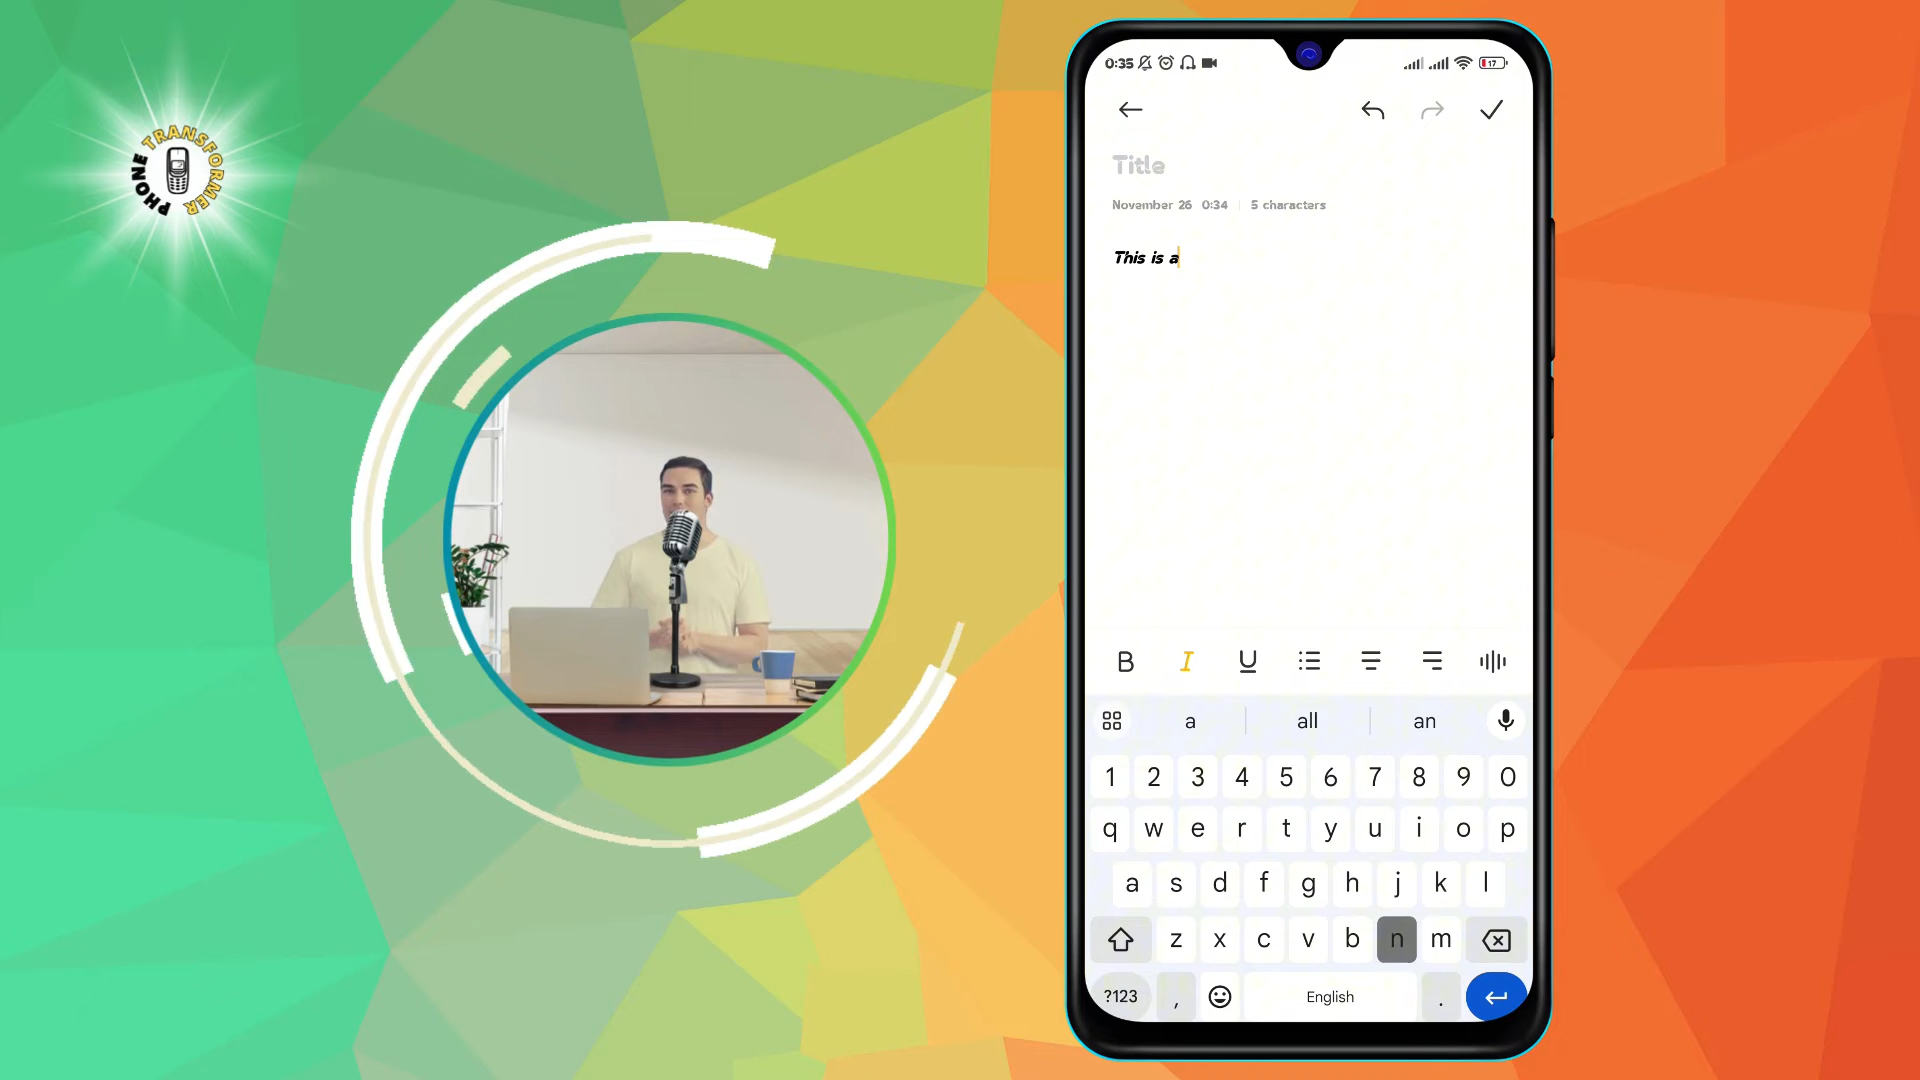 PHONE TRANSFORMER
0:35
17
Title
November 26 0:34 | 5 characters
This is a
B I U
a all an
1 2 3 4 5 6 7 8 9 0
q w e r t y u i o p
a s d f g h j k l
z x c v b n m
?123 , English .